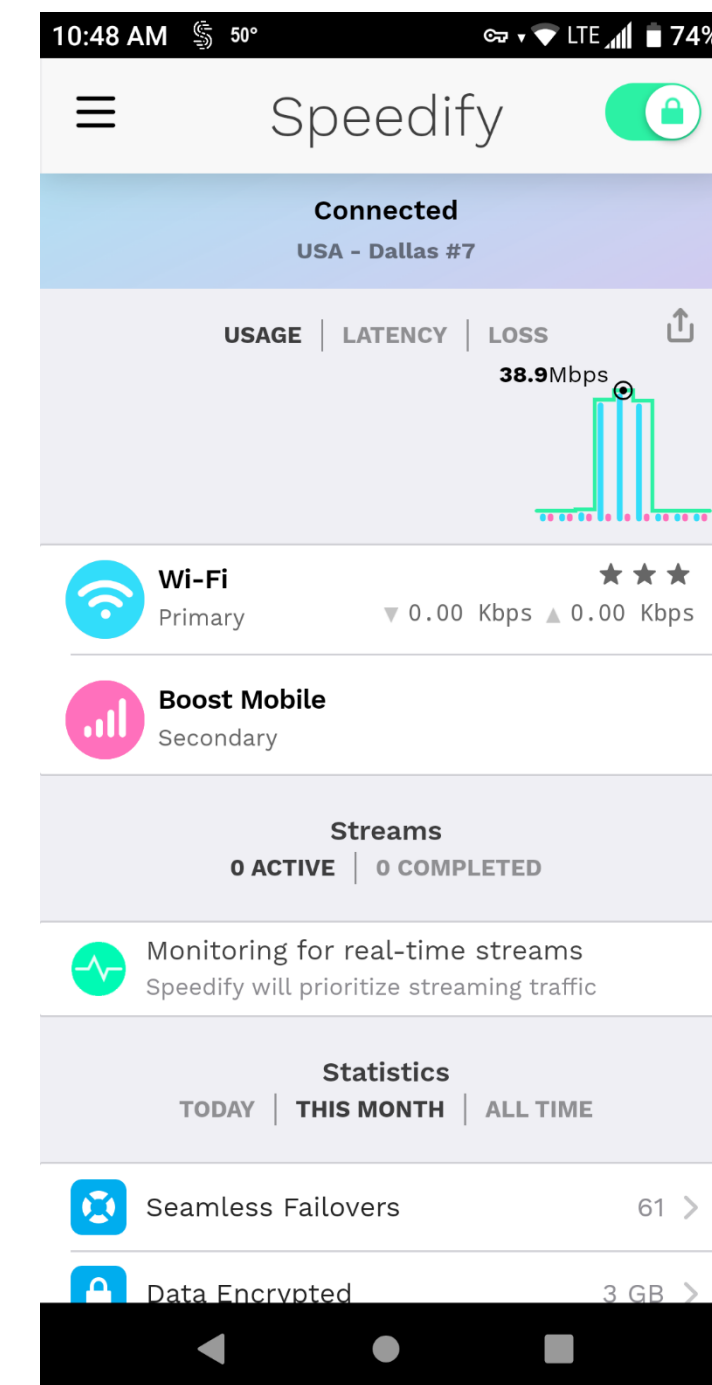 10:48 AM 50° LTE 74%
Speedify
Connected
USA - Dallas #7
USAGE | LATENCY | LOSS
38.9Mbps
Wi-Fi
Primary ▼ 0.00 Kbps ▲ 0.00 Kbps
Boost Mobile
Secondary
Streams
0 ACTIVE | 0 COMPLETED
Monitoring for real-time streams
Speedify will prioritize streaming traffic
Statistics
TODAY | THIS MONTH | ALL TIME
Seamless Failovers 61
Data Encrypted 3 GB